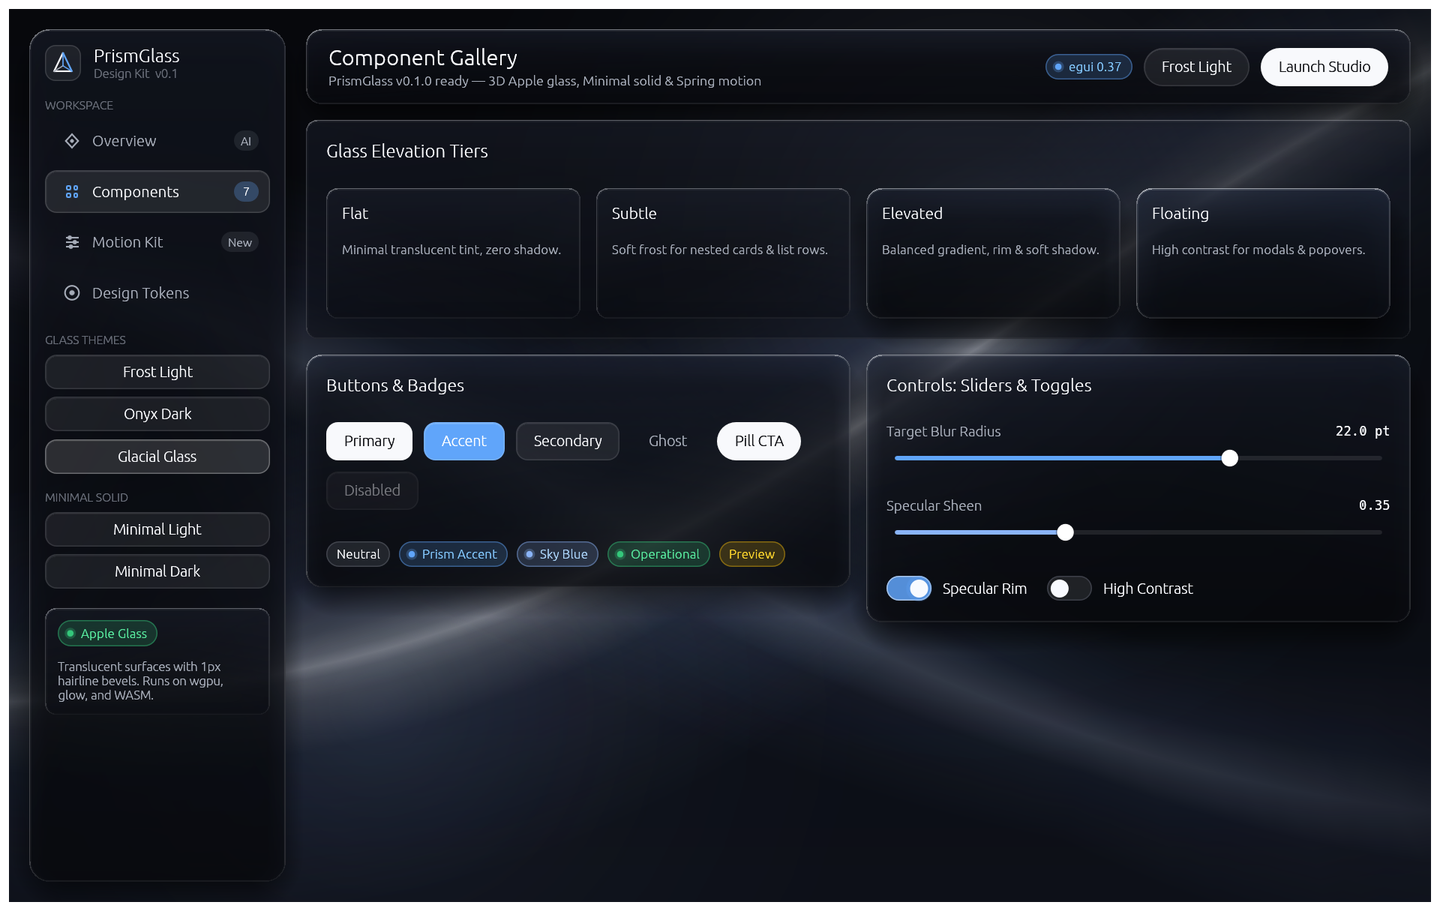 PrismGlass
Design Kit v0.1
WORKSPACE
Overview
AI
Components
7
Motion Kit
New
Design Tokens
GLASS THEMES
Frost Light
Onyx Dark
Glacial Glass
MINIMAL SOLID
Minimal Light
Minimal Dark
Apple Glass
Translucent surfaces with 1px
hairline bevels. Runs on wgpu,
glow, and WASM.
Component Gallery
PrismGlass v0.1.0 ready — 3D Apple glass, Minimal solid & Spring motion
egui 0.37
Frost Light
Launch Studio
Glass Elevation Tiers
Flat
Minimal translucent tint, zero shadow.
Subtle
Soft frost for nested cards & list rows.
Elevated
Balanced gradient, rim & soft shadow.
Floating
High contrast for modals & popovers.
Buttons & Badges
Primary
Accent
Secondary
Ghost
Pill CTA
Disabled
Neutral
Prism Accent
Sky Blue
Operational
Preview
Controls: Sliders & Toggles
Target Blur Radius
22.0 pt
Specular Sheen
0.35
Specular Rim
High Contrast